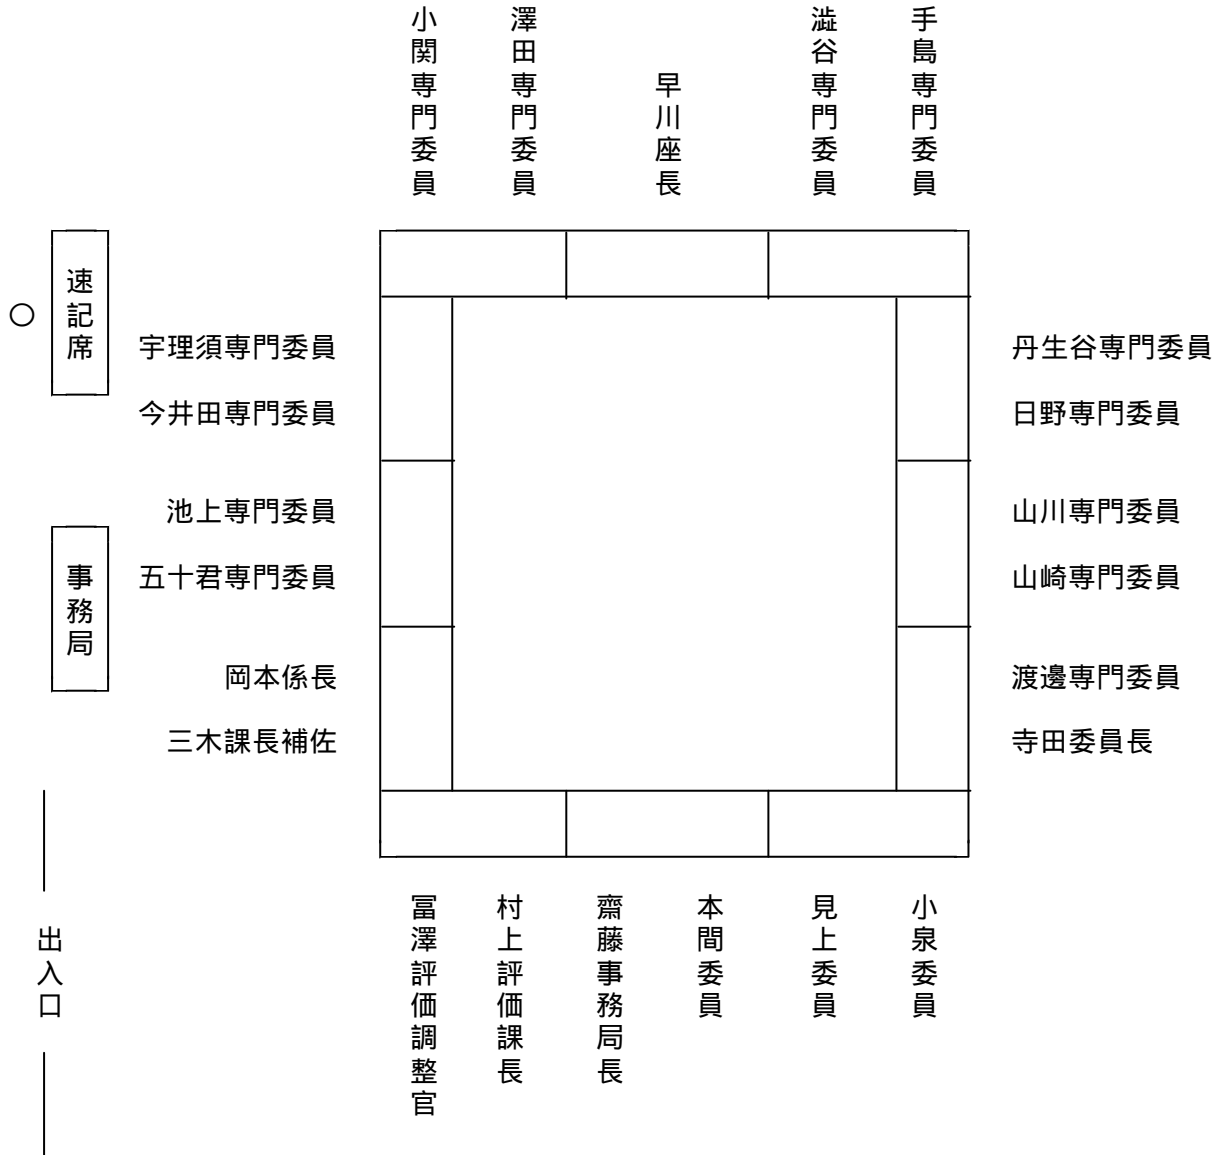 小関専門委員
澤田専門委員
早川座長
澁谷専門委員
手島専門委員
速記席
○
宇理須専門委員
今井田専門委員
池上専門委員
五十君専門委員
岡本係長
三木課長補佐
丹生谷専門委員
日野専門委員
山川専門委員
山崎専門委員
渡邊専門委員
寺田委員長
事務局
出入口
冨澤評価調整官
村上評価課長
齋藤事務局長
本間委員
見上委員
小泉委員